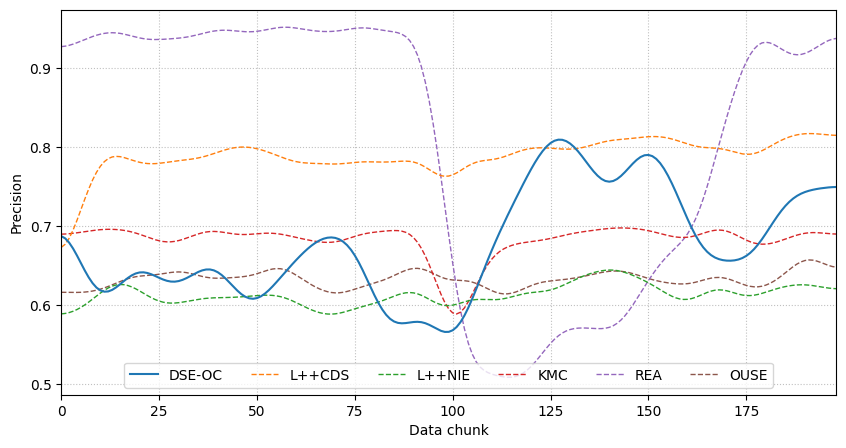 Precision
0.9
0.8
0.7
0.6
0.5
DSE-OC L++CDS L++NIE KMC REA OUSE
0 25 50 75 100 125 150 175
Data chunk